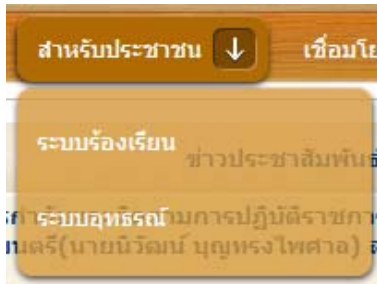 สำหรับประชาชน
เชื่อมโย
ระบบร้องเรียน
ข่าวประชาสัมพันธ์
ระบบอุทธรณ์
ามการปฏิบัติราชการ
มนตรี(นายนิวัฒน์ บุญทรงไพศาล)